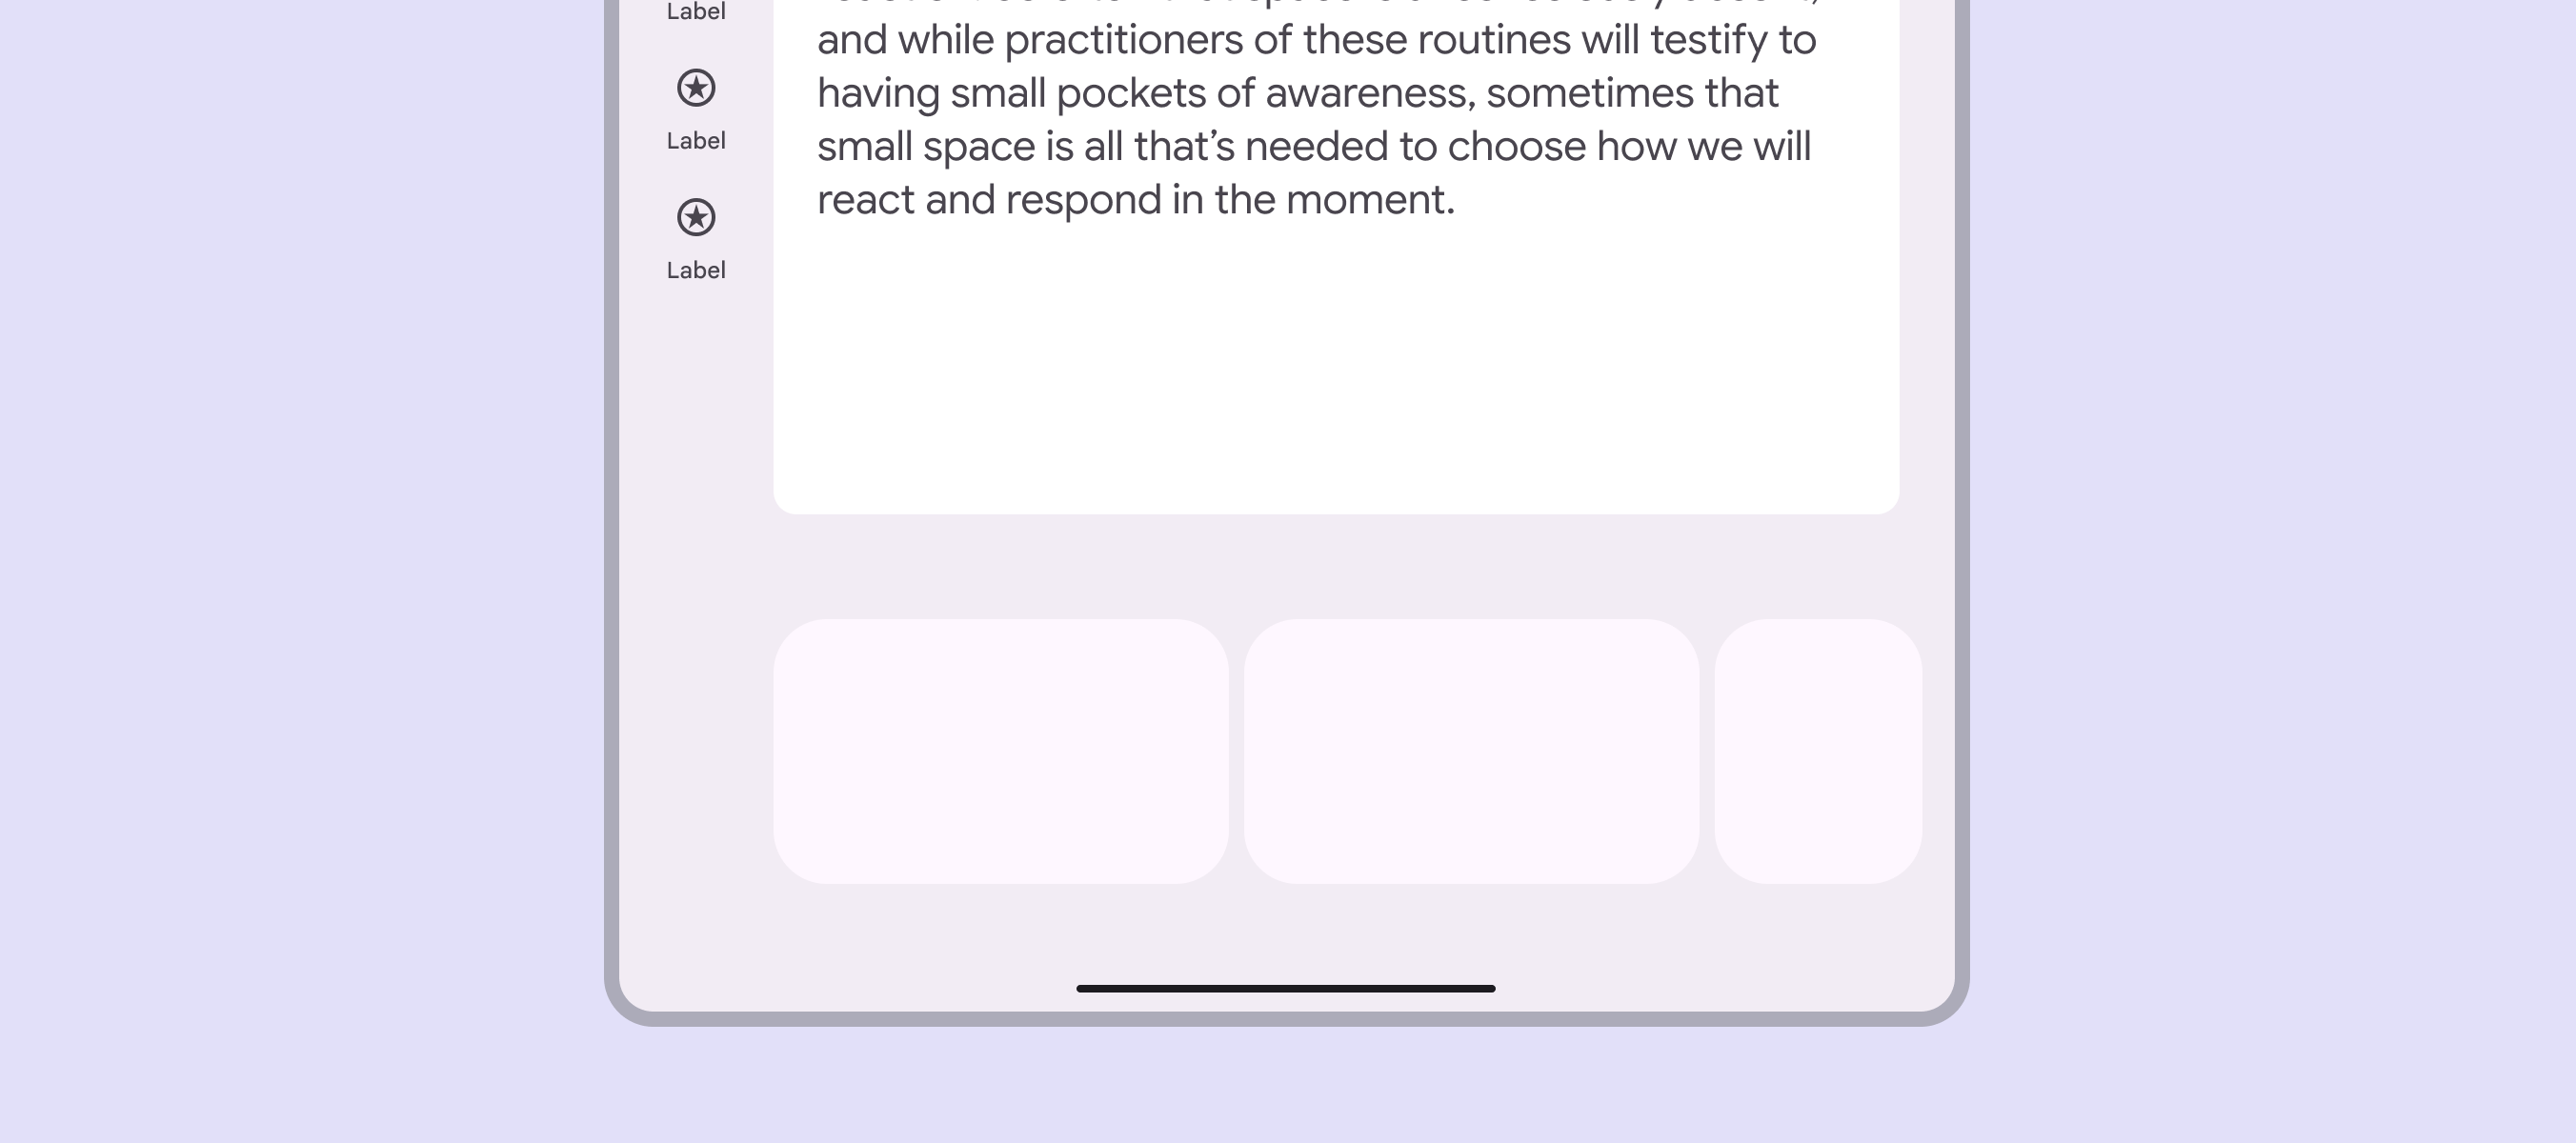 Label
and while practitioners of these routines will testify to
having small pockets of awareness, sometimes that
Label
small space is all that’s needed to choose how we will
react and respond in the moment.
Label